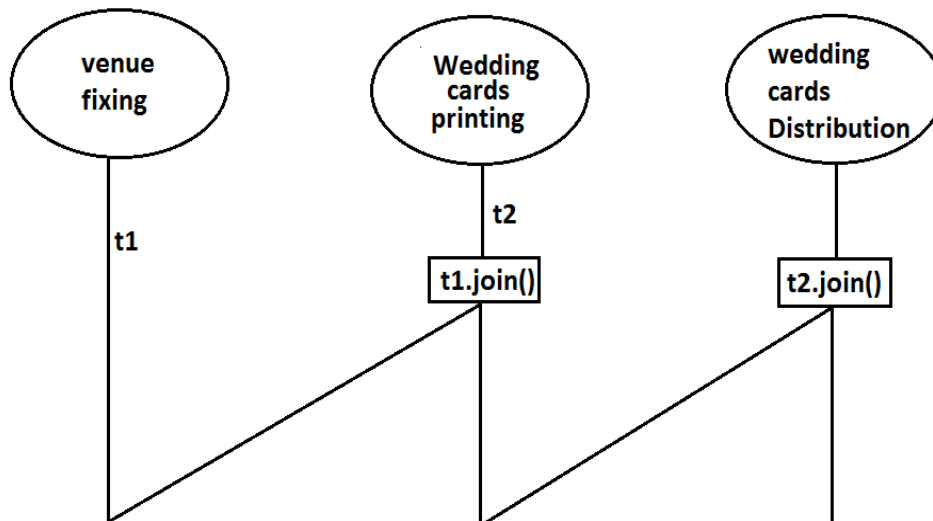 venue
fixing
Wedding
cards
printing
wedding
cards
Distribution
t1
t2
t1.join()
t2.join()